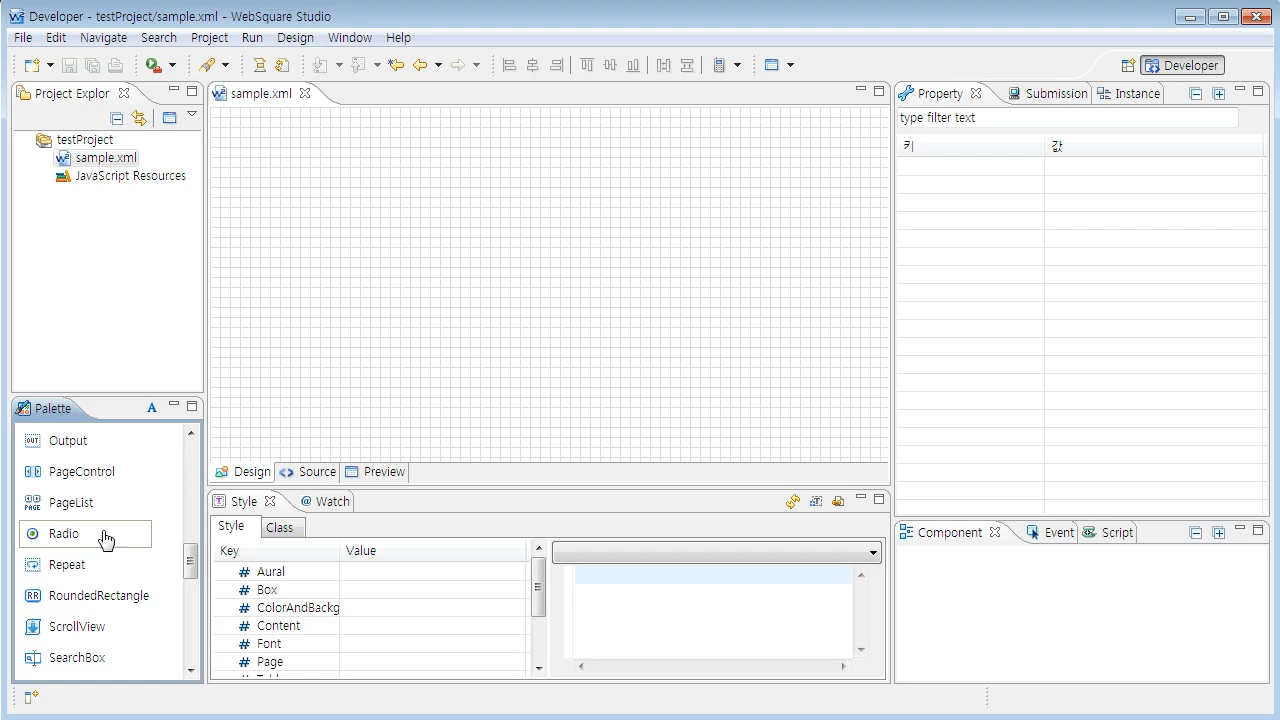 Developer - testProject/sample.xml - WebSquare Studio
File Edit Navigate Search Project Run Design Window Help
Developer
Project Explor
testProject
sample.xml
JavaScript Resources
Palette
A
Output
PageControl
PageList
Radio
Repeat
RoundedRectangle
ScrollView
SearchBox
sample.xml
Design Source Preview
Style Watch
Style Class
Key Value
Aural
Box
ColorAndBackg
Content
Font
Page
Property Submission Instance
type filter text
키 값
Component Event Script